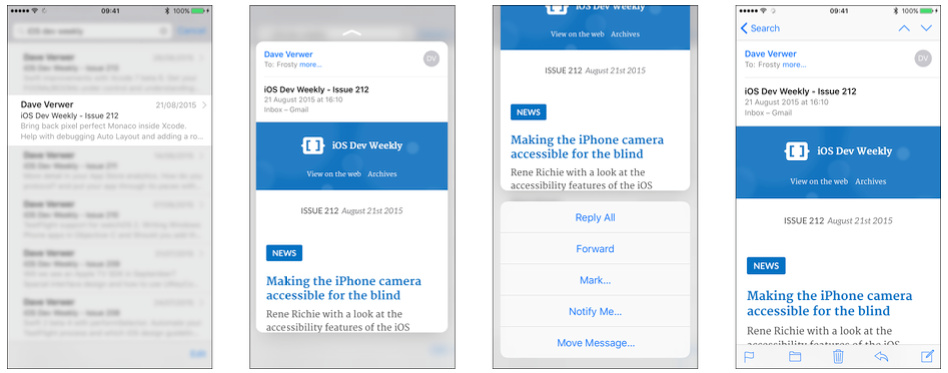 09:41
100%
Dave Verwer 21/08/2015
iOS Dev Weekly - Issue 212
Bring back pixel perfect Monaco inside Xcode.
Help with debugging Auto Layout and adding a ro...
Dave Verwer
To: Frosty more...
DV
iOS Dev Weekly - Issue 212
21 August 2015 at 16:10
Inbox – Gmail
iOS Dev Weekly
View on the web Archives
ISSUE 212 August 21st 2015
NEWS
Making the iPhone camera
accessible for the blind
Rene Richie with a look at the
accessibility features of the iOS
iOS Dev Weekly
View on the web Archives
ISSUE 212 August 21st 2015
NEWS
Making the iPhone camera
accessible for the blind
Rene Richie with a look at the
accessibility features of the iOS
Reply All
Forward
Mark...
Notify Me...
Move Message...
09:41
100%
Search
Dave Verwer
To: Frosty more...
DV
iOS Dev Weekly - Issue 212
21 August 2015 at 16:10
Inbox – Gmail
iOS Dev Weekly
View on the web Archives
ISSUE 212 August 21st 2015
NEWS
Making the iPhone camera
accessible for the blind
Rene Richie with a look at the
accessibility features of the iOS